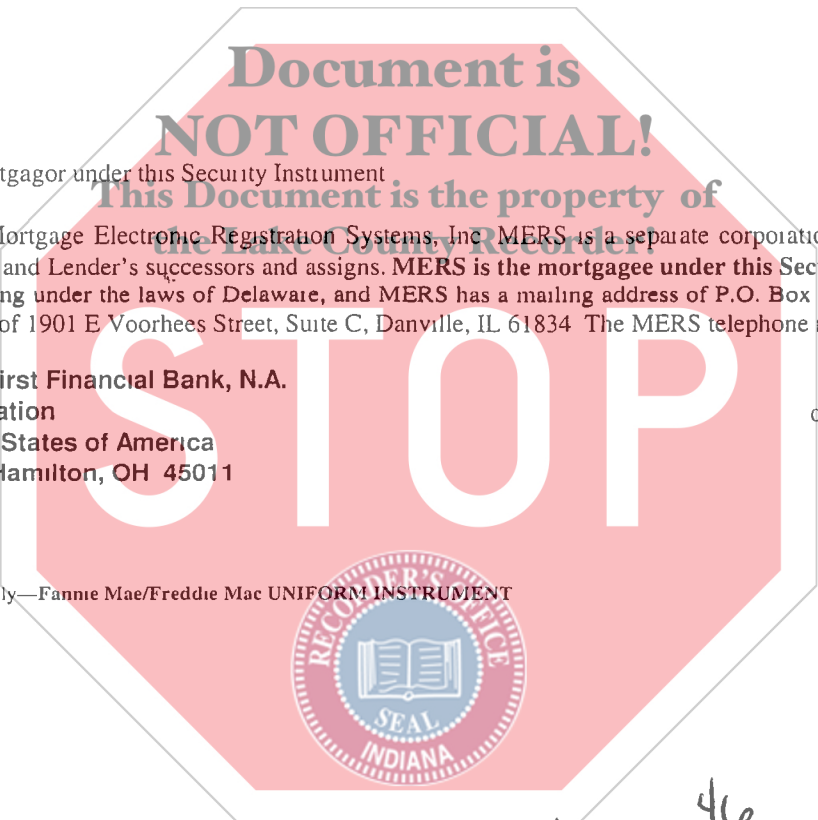 Document is
NOT OFFICIAL!
tgagor under this Security Instrument
This Document is the property of
the Lake County Recorder!
Mortgage Electronic Registration Systems, Inc MERS is a separate corporatio
and Lender's successors and assigns. MERS is the mortgagee under this Sec
ng under the laws of Delaware, and MERS has a mailing address of P.O. Box
of 1901 E Voorhees Street, Suite C, Danville, IL 61834 The MERS telephone
irst Financial Bank, N.A.
ation
States of America
Hamilton, OH 45011
STOP
ly—Fannie Mae/Freddie Mac UNIFORM INSTRUMENT
RECORDER'S OFFICE
SEAL
INDIANA
46